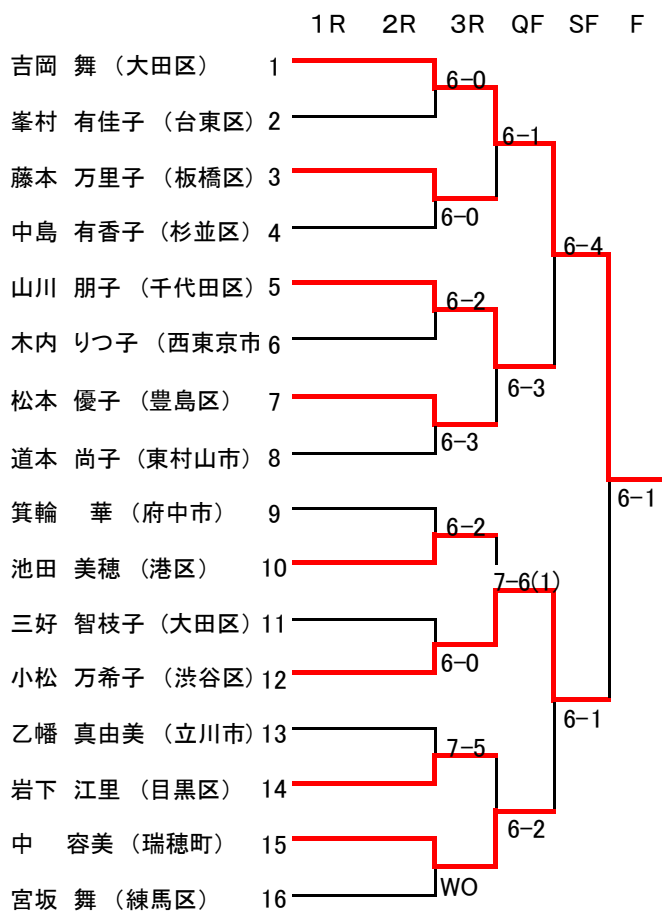 1R 2R 3R QF SF F
吉岡 舞 (大田区) 1
6-0
峯村 有佳子 (台東区) 2
6-1
藤本 万里子 (板橋区) 3
6-0
中島 有香子 (杉並区) 4
6-4
山川 朋子 (千代田区) 5
6-2
木内 りつ子 (西東京市 6
6-3
松本 優子 (豊島区) 7
6-3
道本 尚子 (東村山市) 8
6-1
箕輪 華 (府中市) 9
6-2
池田 美穂 (港区) 10
7-6(1)
三好 智枝子 (大田区) 11
6-0
小松 万希子 (渋谷区) 12
6-1
乙幡 真由美 (立川市) 13
7-5
岩下 江里 (目黒区) 14
6-2
中 容美 (瑞穂町) 15
WO
宮坂 舞 (練馬区) 16